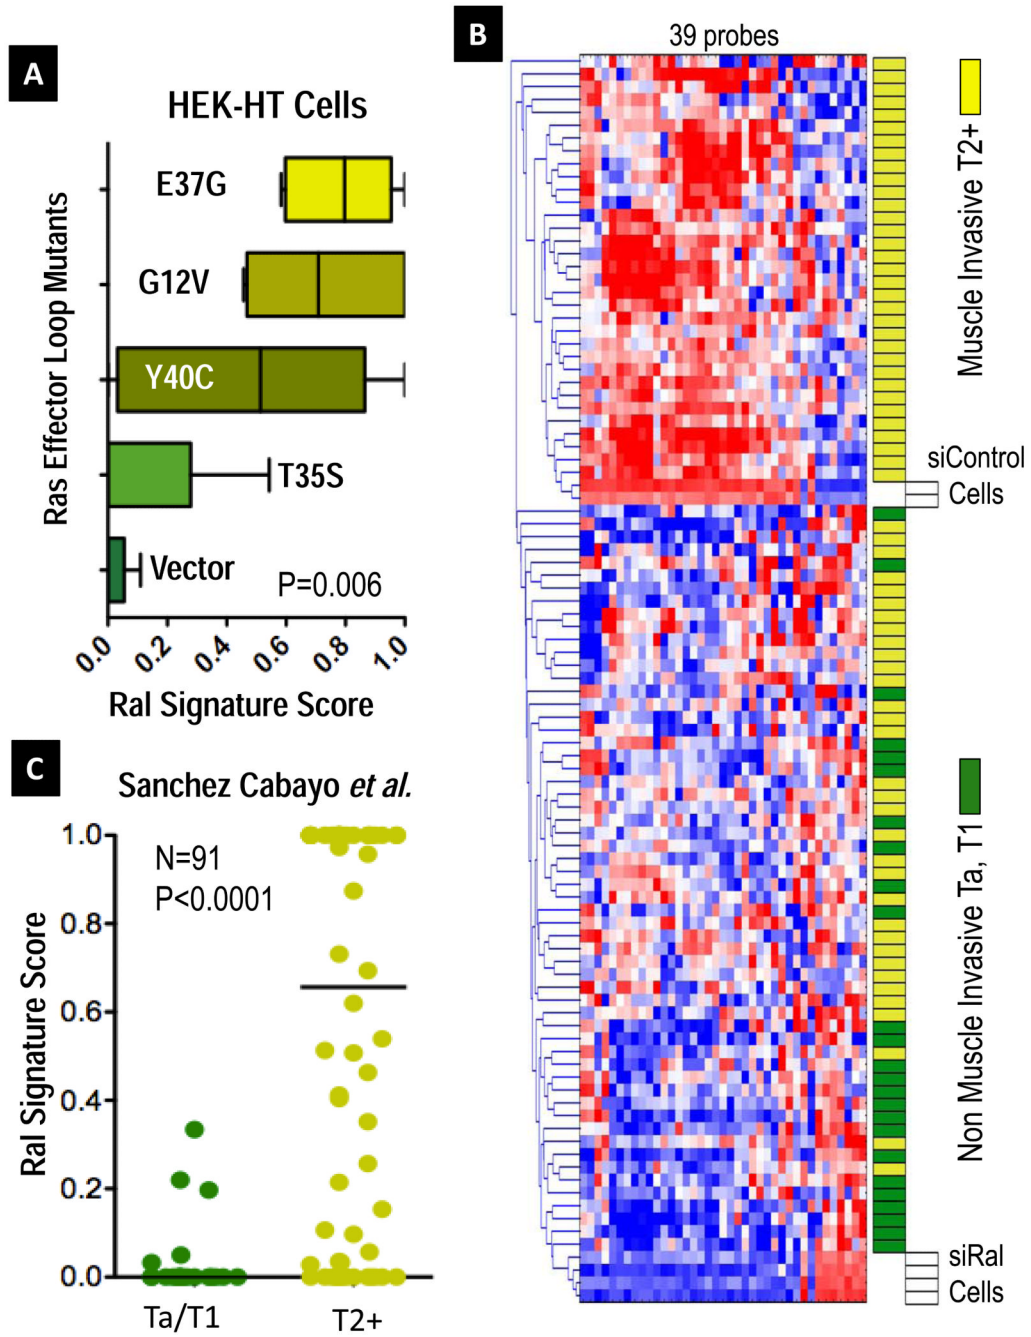 A
HEK-HT Cells
Ras Effector Loop Mutants
E37G
G12V
Y40C
T35S
Vector
P=0.006
0.0 0.2 0.4 0.6 0.8 1.0
Ral Signature Score
B
39 probes
Muscle Invasive T2+
siControl
Cells
Non Muscle Invasive Ta, T1
siRal
Cells
C
Sanchez Cabayo et al.
N=91
P<0.0001
Ral Signature Score
1.0
0.8
0.6
0.4
0.2
0.0
Ta/T1
T2+